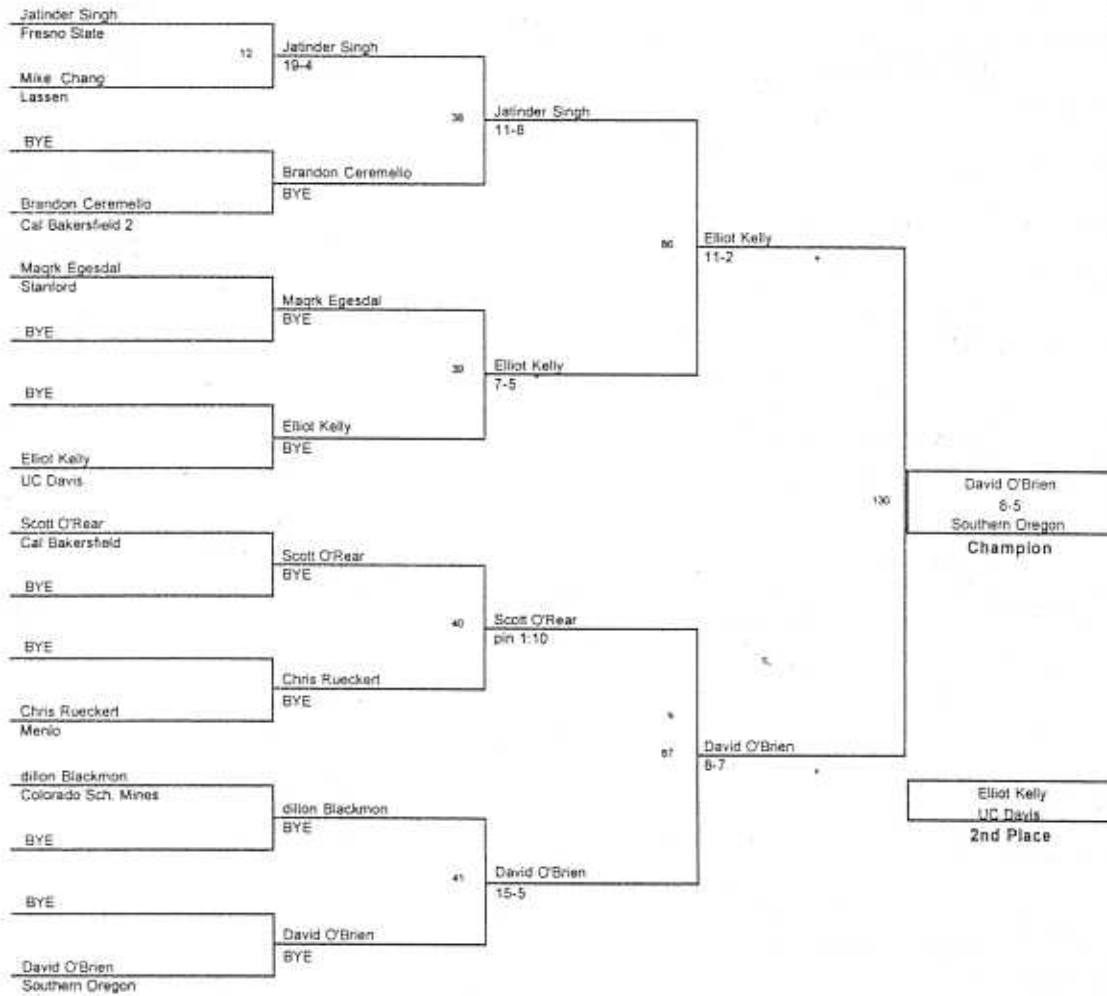 Jatinder Singh
Fresno State
12
Jatinder Singh
19-4
Mike Chang
Lassen
38
Jatinder Singh
11-8
BYE
Brandon Ceremello
BYE
Brandon Ceremello
Cal Bakersfield 2
86
Elliot Kelly
11-2
Maqrk Egesdal
Stanford
Maqrk Egesdal
BYE
BYE
39
Elliot Kelly
7-5
BYE
Elliot Kelly
BYE
Elliot Kelly
UC Davis
130
David O'Brien
8-5
Southern Oregon
Champion
Scott O'Rear
Cal Bakersfield
Scott O'Rear
BYE
BYE
40
Scott O'Rear
pin 1:10
BYE
Chris Rueckert
BYE
Chris Rueckert
Menlo
87
David O'Brien
8-7
dillon Blackmon
Colorado Sch. Mines
dillon Blackmon
BYE
BYE
Elliot Kelly
UC Davis
2nd Place
41
David O'Brien
15-5
BYE
David O'Brien
BYE
David O'Brien
Southern Oregon